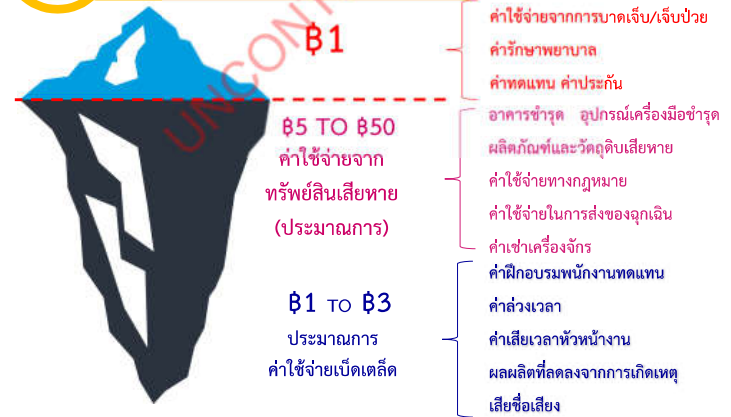 ฿1
ค่าใช้จ่ายจากการบาดเจ็บ/เจ็บป่วย
ค่ารักษาพยาบาล
ค่าทดแทน ค่าประกัน
UNCONT
฿5 TO ฿50
ค่าใช้จ่ายจาก
ทรัพย์สินเสียหาย
(ประมาณการ)
อาคารชำรุด อุปกรณ์เครื่องมือชำรุด
ผลิตภัณฑ์และวัตถุดิบเสียหาย
ค่าใช้จ่ายทางกฎหมาย
ค่าใช้จ่ายในการส่งของฉุกเฉิน
ค่าเช่าเครื่องจักร
฿1 TO ฿3
ประมาณการ
ค่าใช้จ่ายเบ็ดเตล็ด
ค่าฝึกอบรมพนักงานทดแทน
ค่าล่วงเวลา
ค่าเสียเวลาหัวหน้างาน
ผลผลิตที่ลดลงจากการเกิดเหตุ
เสียชื่อเสียง